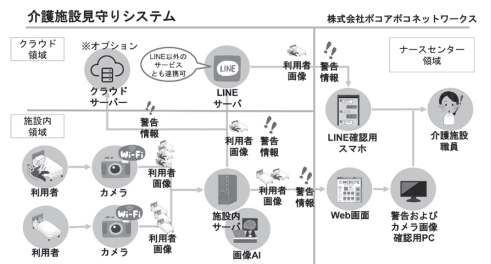 介護施設見守りシステム
株式会社ポコアポコネットワークス
クラウド
領域
※オプション
LINE以外の
サービス
とも連携可
LINE
利用者
画像
警告
情報
ナースセンター
領域
クラウド
サーバー
LINE
サーバ
施設内
領域
警告
情報
利用者
画像
警告
情報
LINE確認用
スマホ
介護施設
職員
利用者
Wi-Fi
カメラ
利用者
画像
施設内
サーバ
利用者
画像
警告
情報
Web画面
警告および
カメラ画像
確認用PC
利用者
Wi-Fi
カメラ
利用者
画像
画像AI